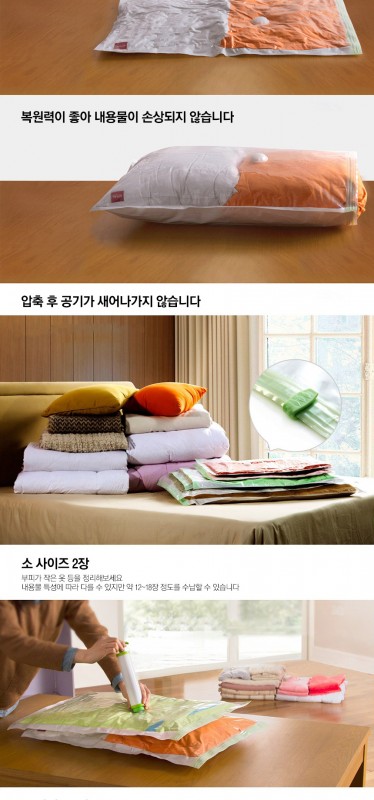 복원력이 좋아 내용물이 손상되지 않습니다
압축 후 공기가 새어나가지 않습니다
소 사이즈 2장
부피가 작은 옷 등을 정리해보세요
내용물 특성에 따라 다를 수 있지만 약 12~18장 정도를 수납할 수 있습니다